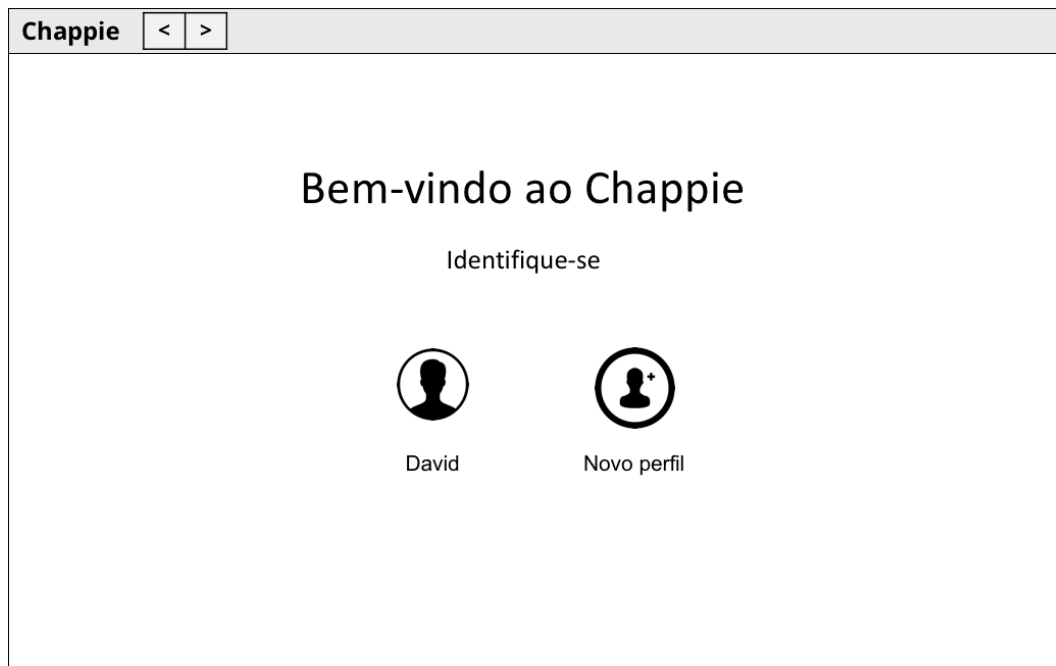 Chappie < >
Bem-vindo ao Chappie
Identifique-se
David Novo perfil